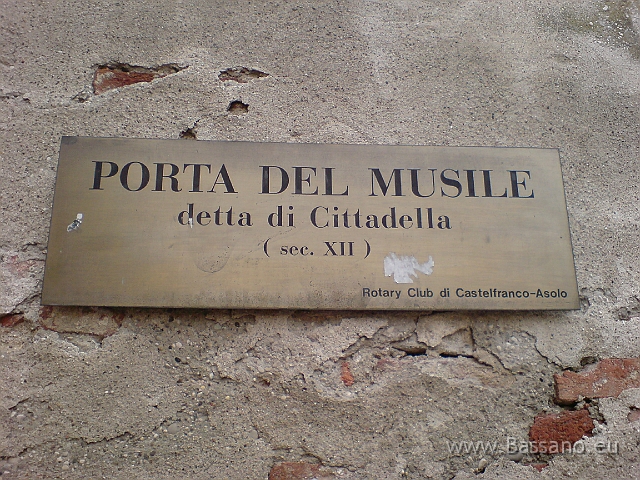 PORTA DEL MUSILE
detta di Cittadella
( sec. XII )
Rotary Club di Castelfranco-Asolo
www.Bassano.eu